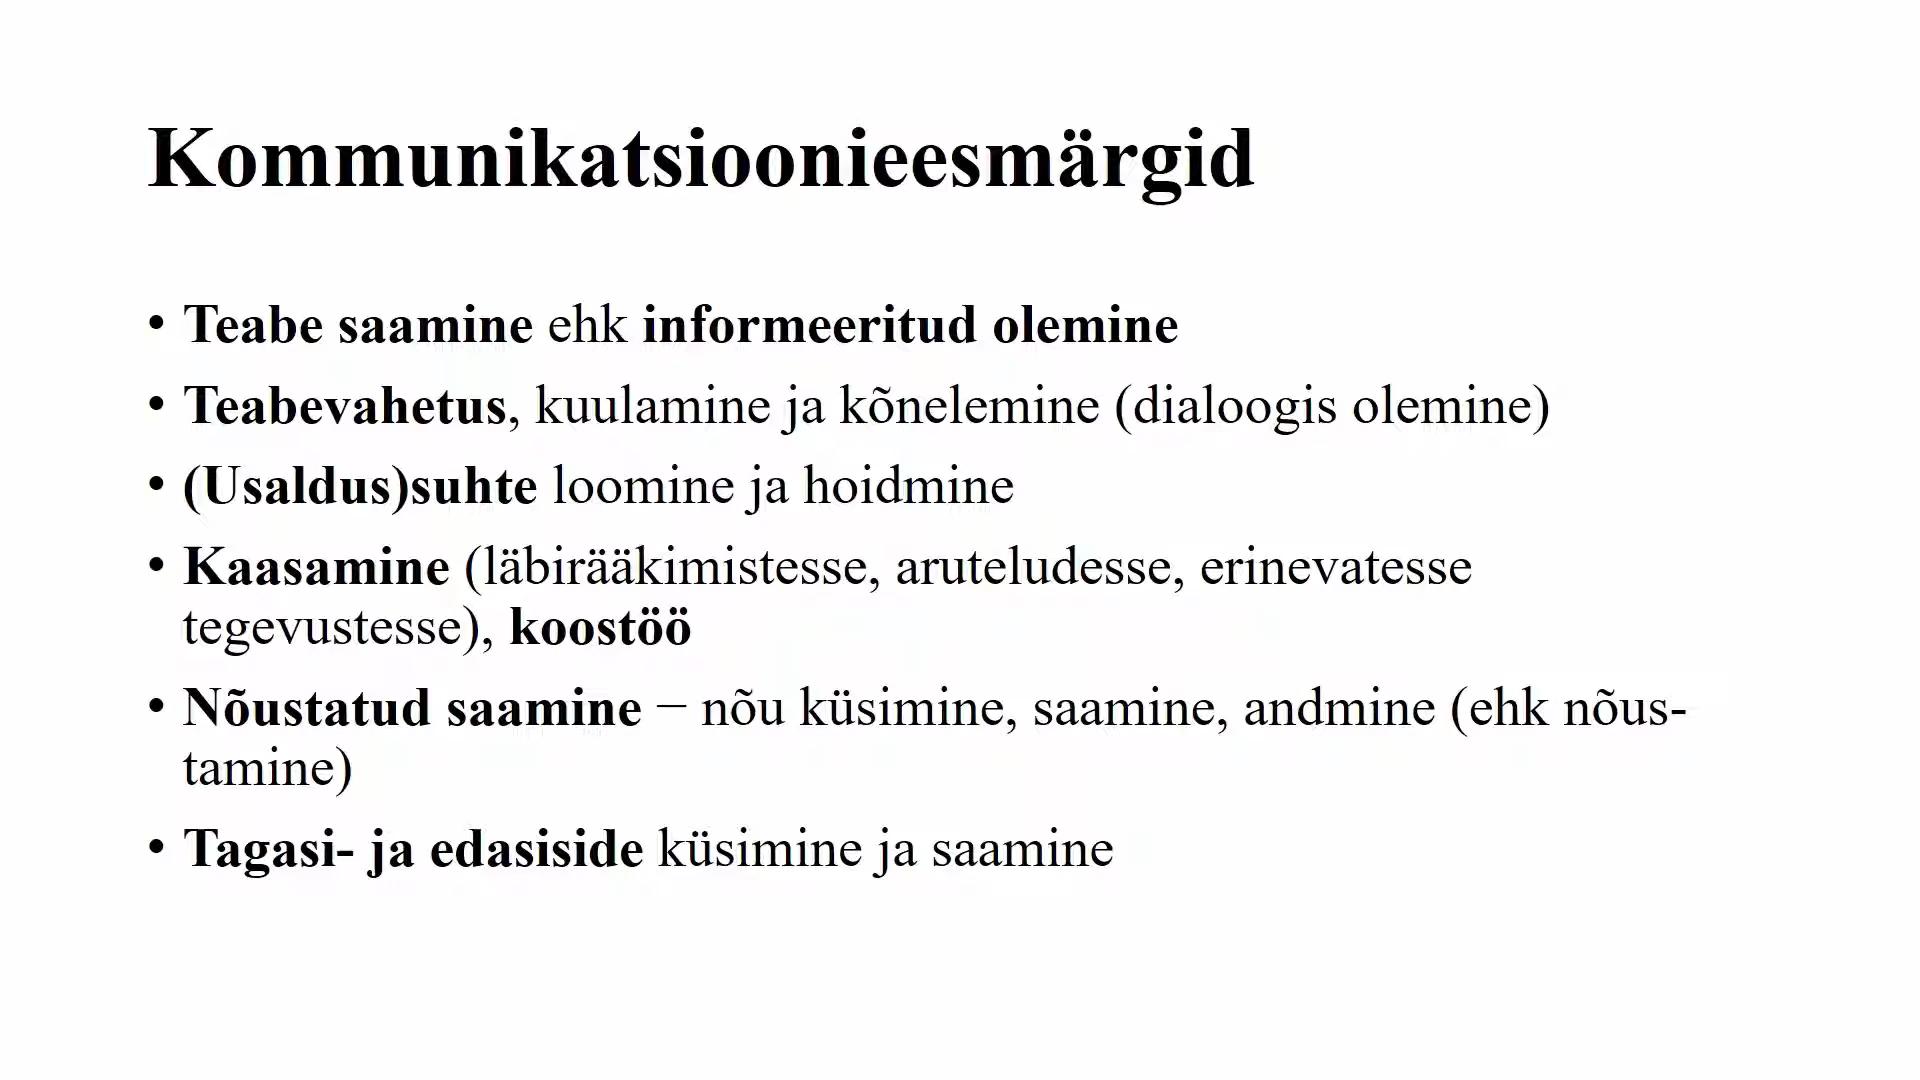 Kommunikatsioonieesmärgid
• Teabe saamine ehk informeeritud olemine
• Teabevahetus, kuulamine ja kõnelemine (dialoogis olemine)
• (Usaldus)suhte loomine ja hoidmine
• Kaasamine (läbirääkimistesse, aruteludesse, erinevatesse
tegevustesse), koostöö
• Nõustatud saamine − nõu küsimine, saamine, andmine (ehk nõus-
tamine)
• Tagasi- ja edasiside küsimine ja saamine